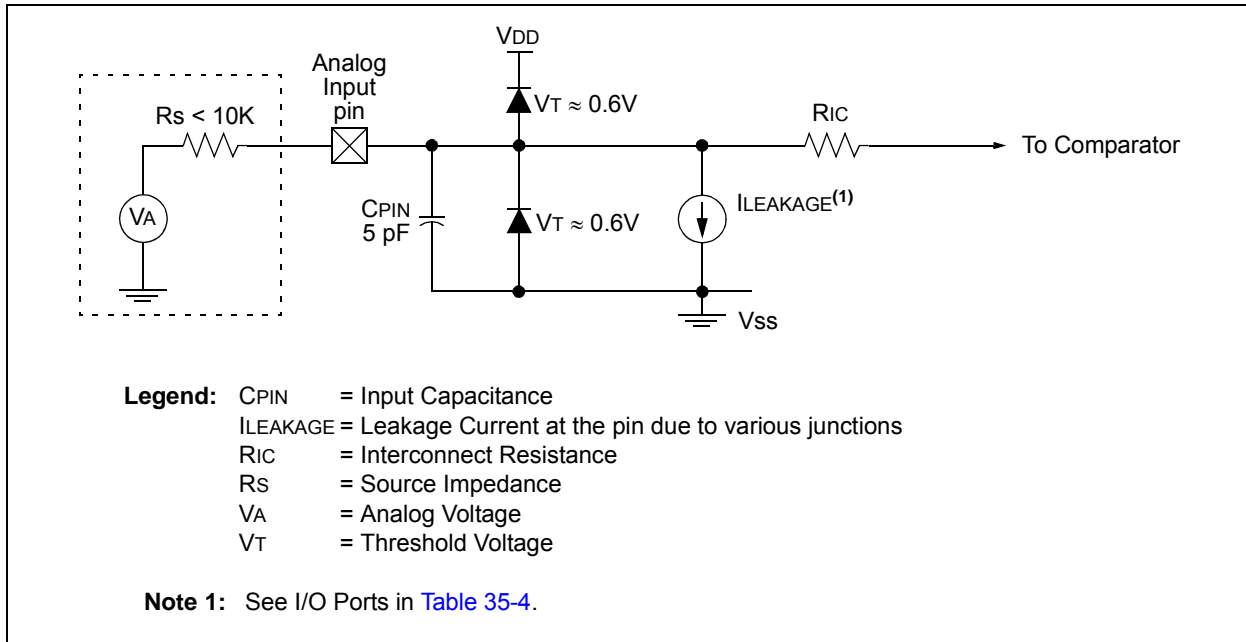 VDD
Analog
Input
pin
Rs < 10K
VT ≈ 0.6V
RIC
To Comparator
VA
CPIN
5 pF
VT ≈ 0.6V
ILEAKAGE(1)
Vss
Legend: CPIN = Input Capacitance
ILEAKAGE = Leakage Current at the pin due to various junctions
RIC = Interconnect Resistance
RS = Source Impedance
VA = Analog Voltage
VT = Threshold Voltage
Note 1: See I/O Ports in Table 35-4.